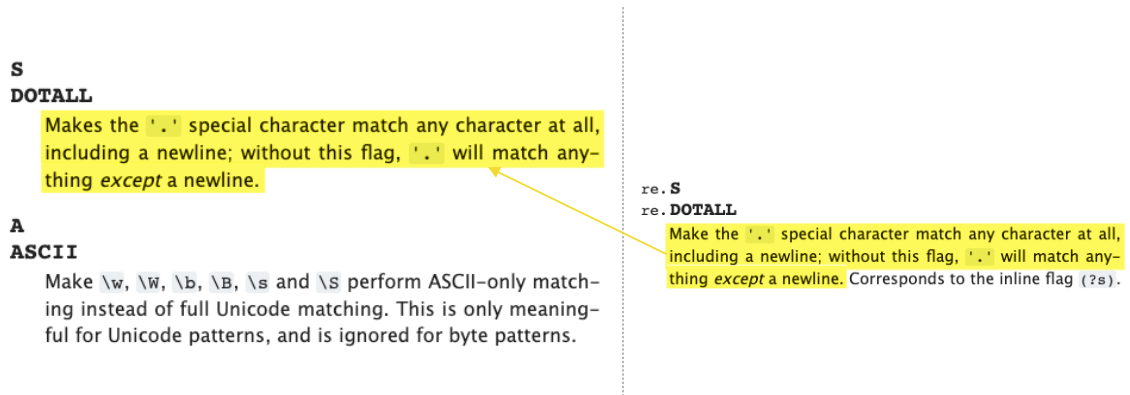 S
DOTALL
Makes the '.' special character match any character at all,
including a newline; without this flag, '.' will match any-
thing except a newline.
A
ASCII
Make \w, \W, \b, \B, \s and \S perform ASCII-only match-
ing instead of full Unicode matching. This is only meaning-
ful for Unicode patterns, and is ignored for byte patterns.
re.S
re.DOTALL
Make the '.' special character match any character at all,
including a newline; without this flag, '.' will match any-
thing except a newline. Corresponds to the inline flag (?s).